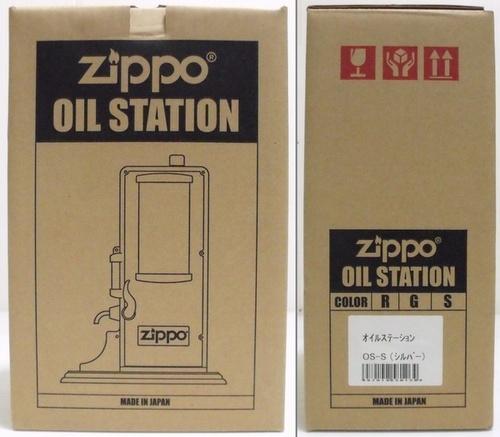 zippo®
OIL STATION
zippo
MADE IN JAPAN
zippo®
OIL STATION
COLOR R G S
オイルステーション
OS-S (シルバー)
MADE IN JAPAN